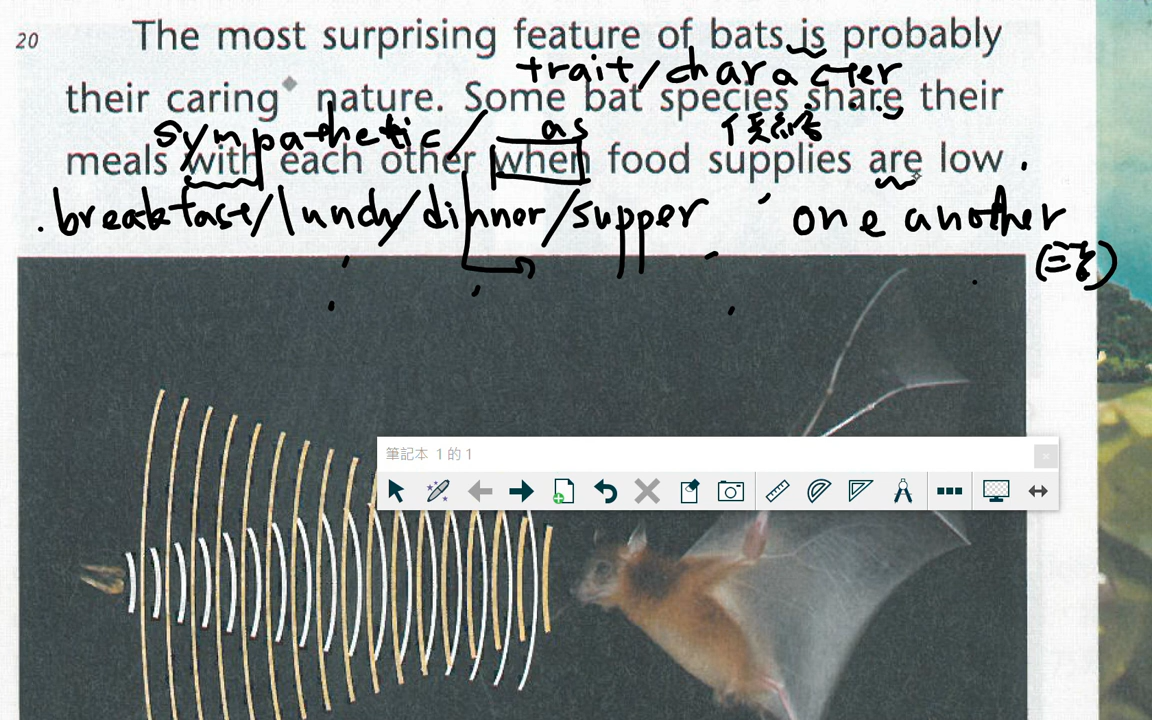 20 The most surprising feature of bats is probably
trait/character
their caring◆ nature. Some bat species share their
sympathetic / as 供給
meals with each other when food supplies are low
breakfast/lunch/dinner/supper one another
筆記本 1 的 1